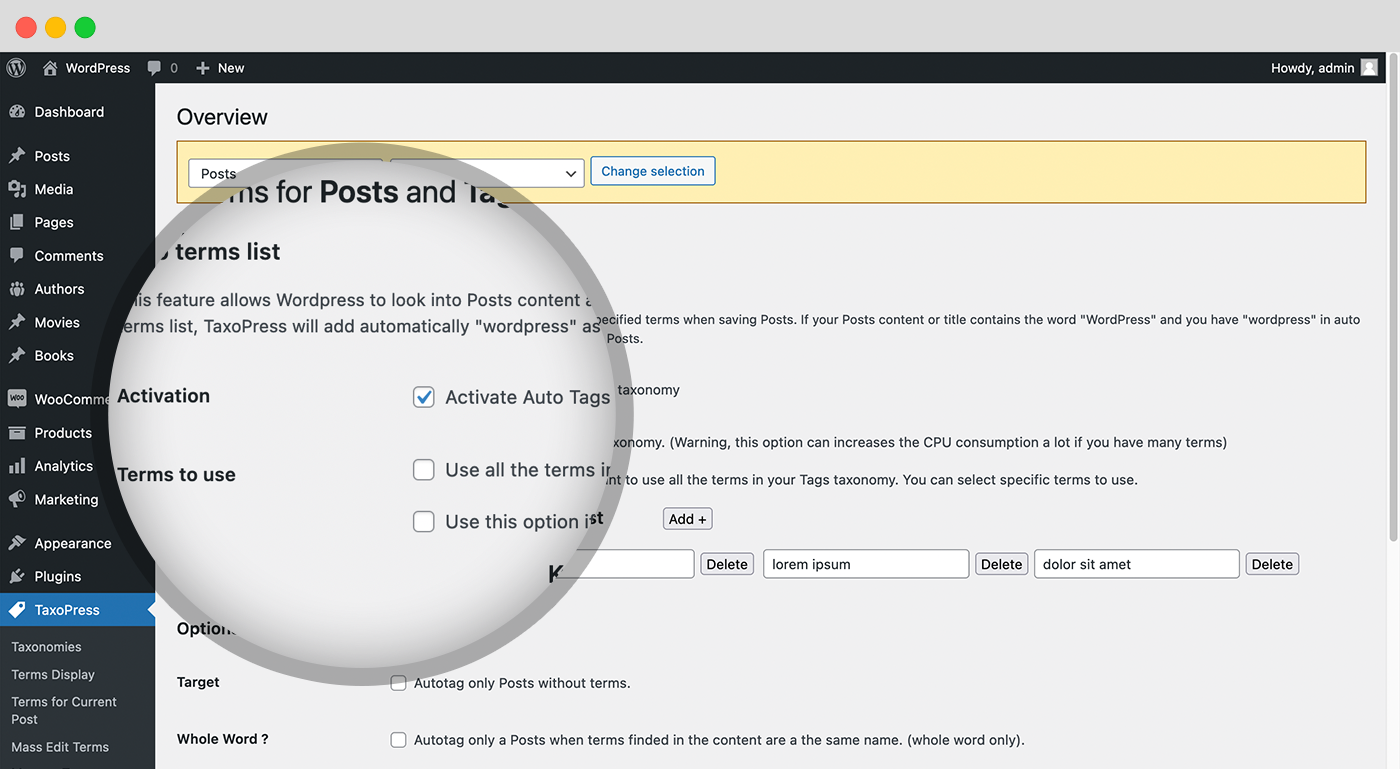 WordPress 0 New Howdy, admin
Dashboard
Posts
Media
Pages
Comments
Authors
Movies
Books
WooComme
Products
Analytics
Marketing
Appearance
Plugins
TaxoPress
Taxonomies
Terms Display
Terms for Current
Post
Mass Edit Terms
Overview
Posts Change selection
for Posts and
terms list
feature allows Wordpress to look into Posts content
terms list, TaxoPress will add automatically "wordpress" as
specified terms when saving Posts. If your Posts content or title contains the word "WordPress" and you have "wordpress" in auto
Posts.
Activation Activate Auto Tags taxonomy
taxonomy. (Warning, this option can increases the CPU consumption a lot if you have many terms)
Terms to use Use all the terms in
Use this option
to use all the terms in your Tags taxonomy. You can select specific terms to use.
Add +
Delete lorem ipsum Delete dolor sit amet Delete
Options
Target Autotag only Posts without terms.
Whole Word ? Autotag only a Posts when terms finded in the content are a the same name. (whole word only).